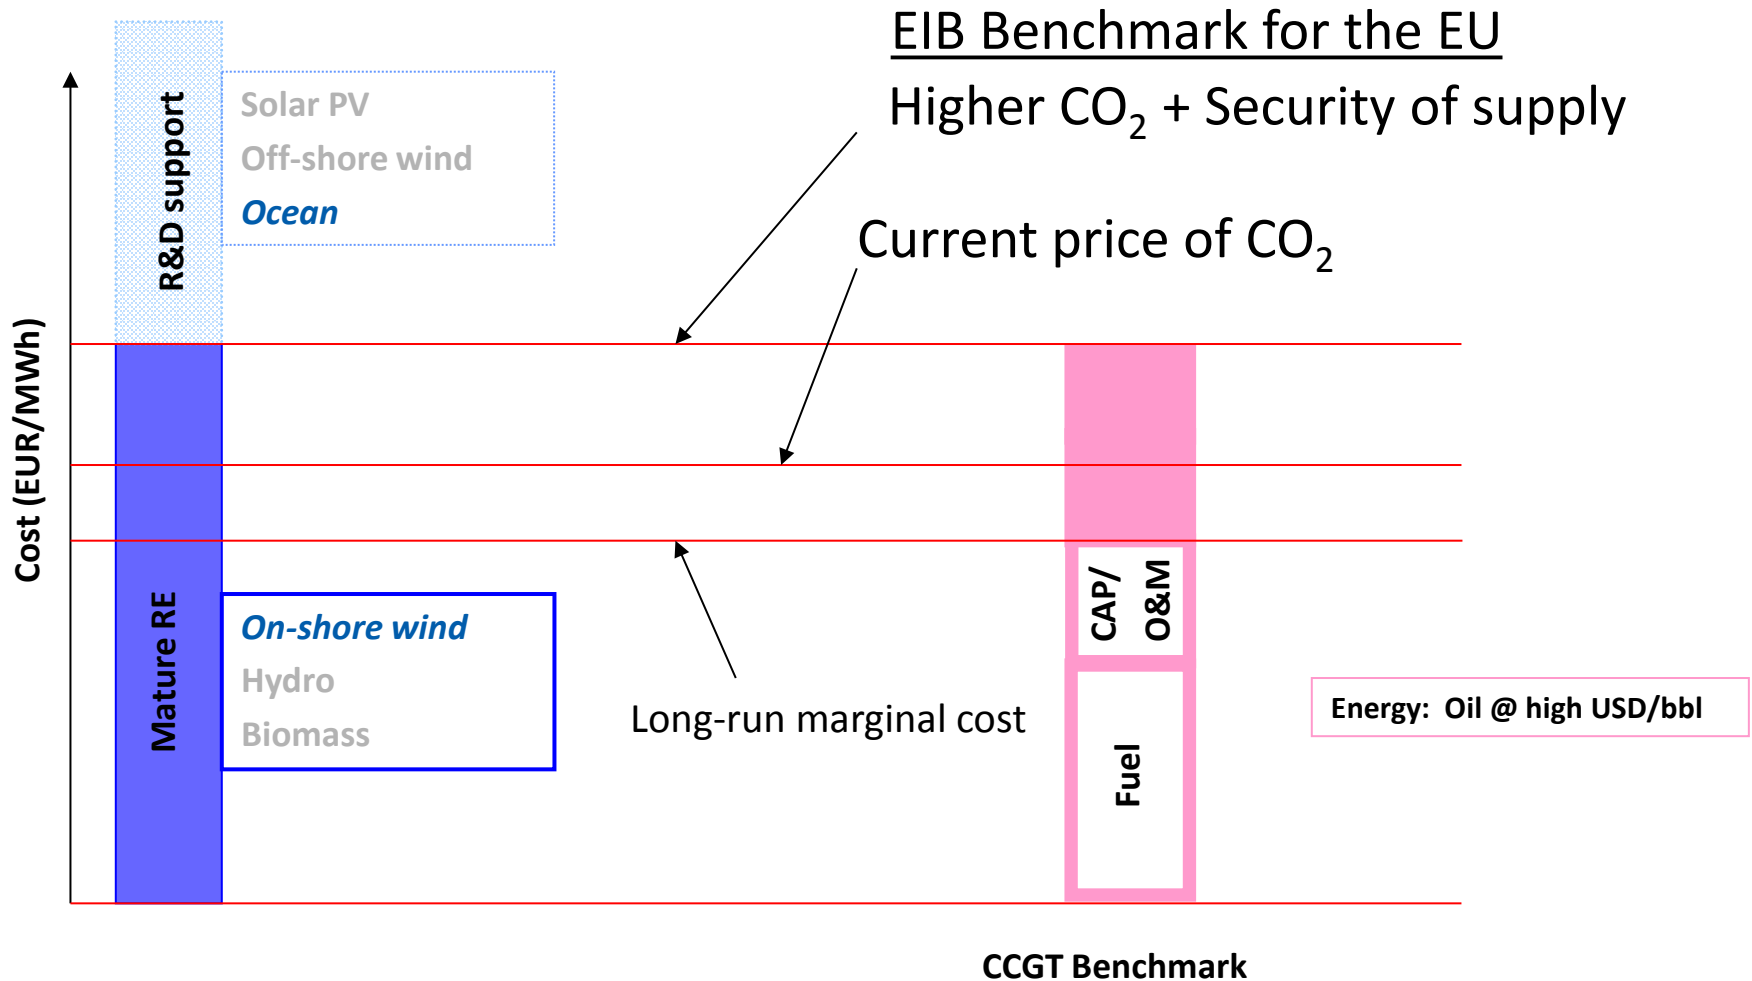 EIB Benchmark for the EU
Higher CO₂ + Security of supply
Current price of CO₂
R&D support
Solar PV
Off-shore wind
Ocean
Cost (EUR/MWh)
Mature RE
On-shore wind
Hydro
Biomass
Long-run marginal cost
CAP/
O&M
Fuel
Energy: Oil @ high USD/bbl
CCGT Benchmark